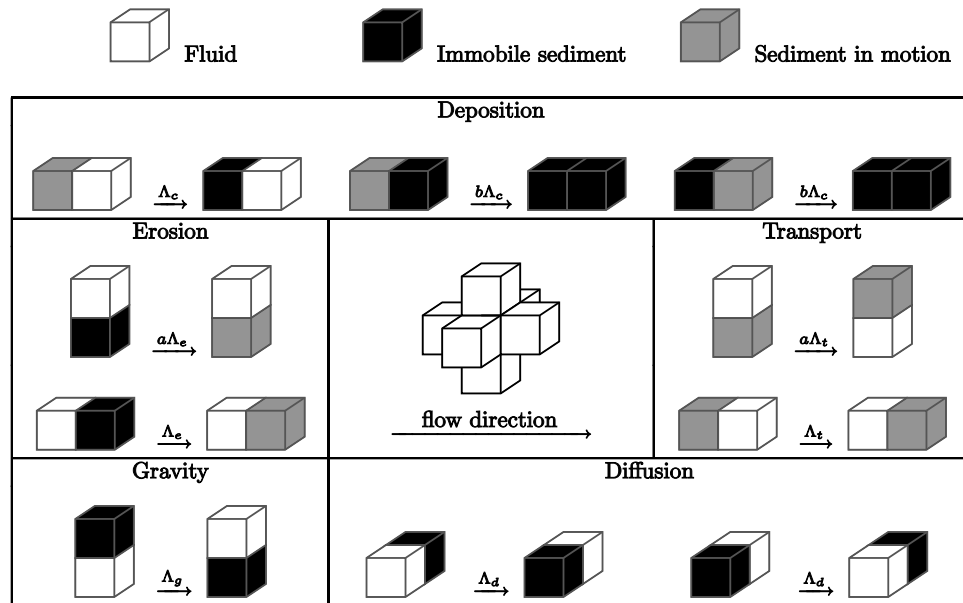 Fluid Immobile sediment Sediment in motion
Deposition
Λc bΛc bΛc
Erosion Transport
aΛe aΛt
flow direction
Λe Λt
Gravity Diffusion
Λg Λd Λd